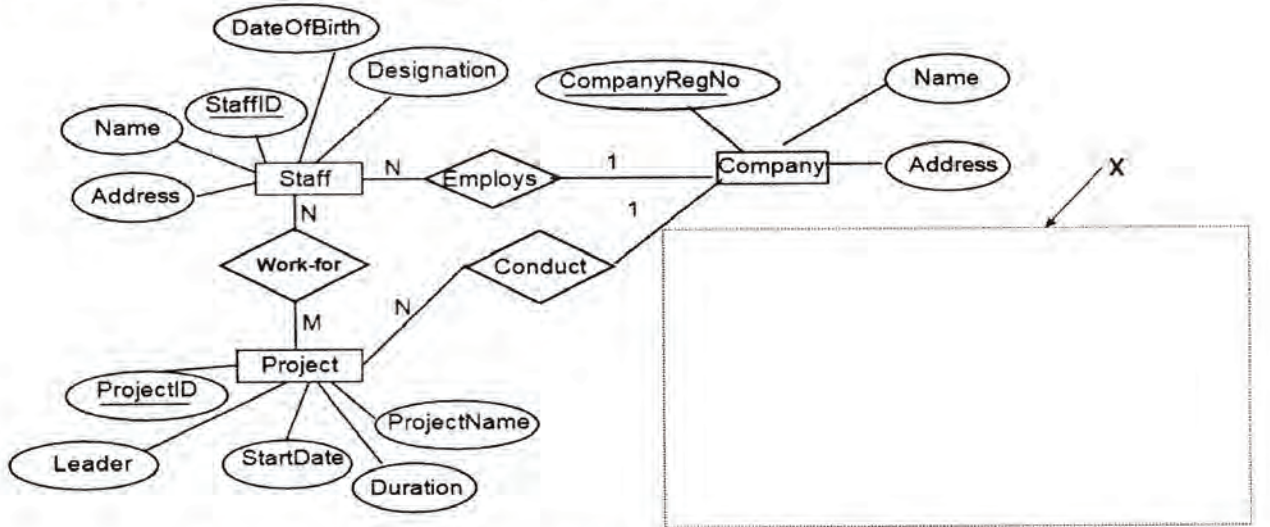 DateOfBirth
Designation
CompanyRegNo
Name
StaffID
Name
Staff
N
Employs
1
Company
Address
X
Address
N
1
Work-for
Conduct
N
M
Project
ProjectID
ProjectName
Leader
StartDate
Duration